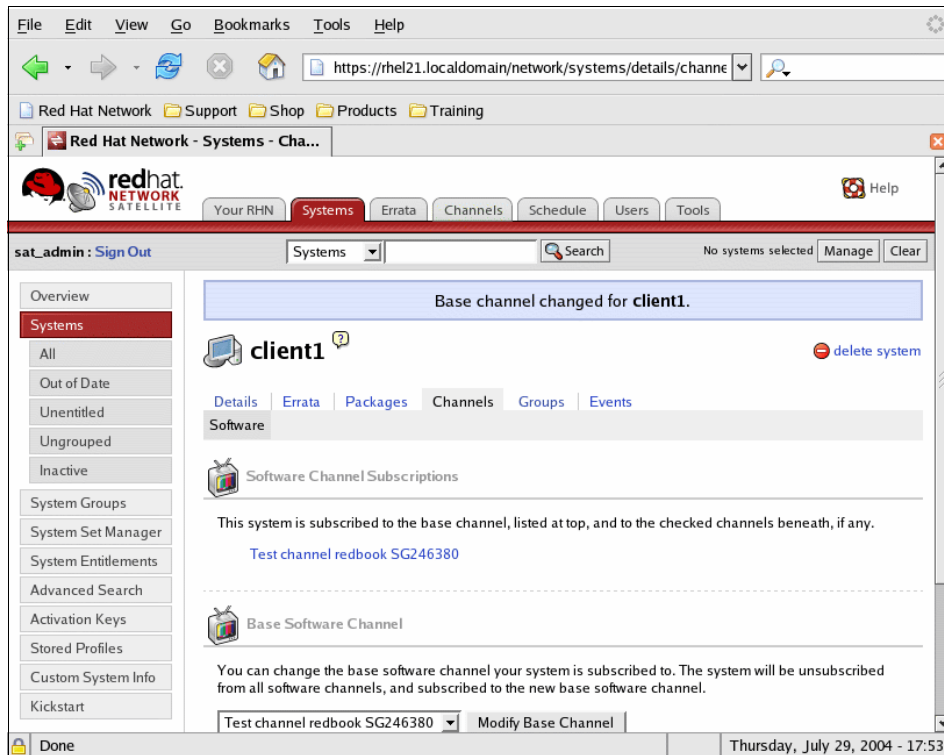 File Edit View Go Bookmarks Tools Help
https://rhel21.localdomain/network/systems/details/channe
Red Hat Network Support Shop Products Training
Red Hat Network - Systems - Cha...
redhat.
NETWORK
SATELLITE
Help
Your RHN Systems Errata Channels Schedule Users Tools
sat_admin : Sign Out Systems Search No systems selected Manage Clear
Overview
Systems
All
Out of Date
Unentitled
Ungrouped
Inactive
System Groups
System Set Manager
System Entitlements
Advanced Search
Activation Keys
Stored Profiles
Custom System Info
Kickstart
Base channel changed for client1.
client1 ? delete system
Details Errata Packages Channels Groups Events
Software
Software Channel Subscriptions
This system is subscribed to the base channel, listed at top, and to the checked channels beneath, if any.
Test channel redbook SG246380
Base Software Channel
You can change the base software channel your system is subscribed to. The system will be unsubscribed
from all software channels, and subscribed to the new base software channel.
Test channel redbook SG246380 Modify Base Channel
Done Thursday, July 29, 2004 - 17:53